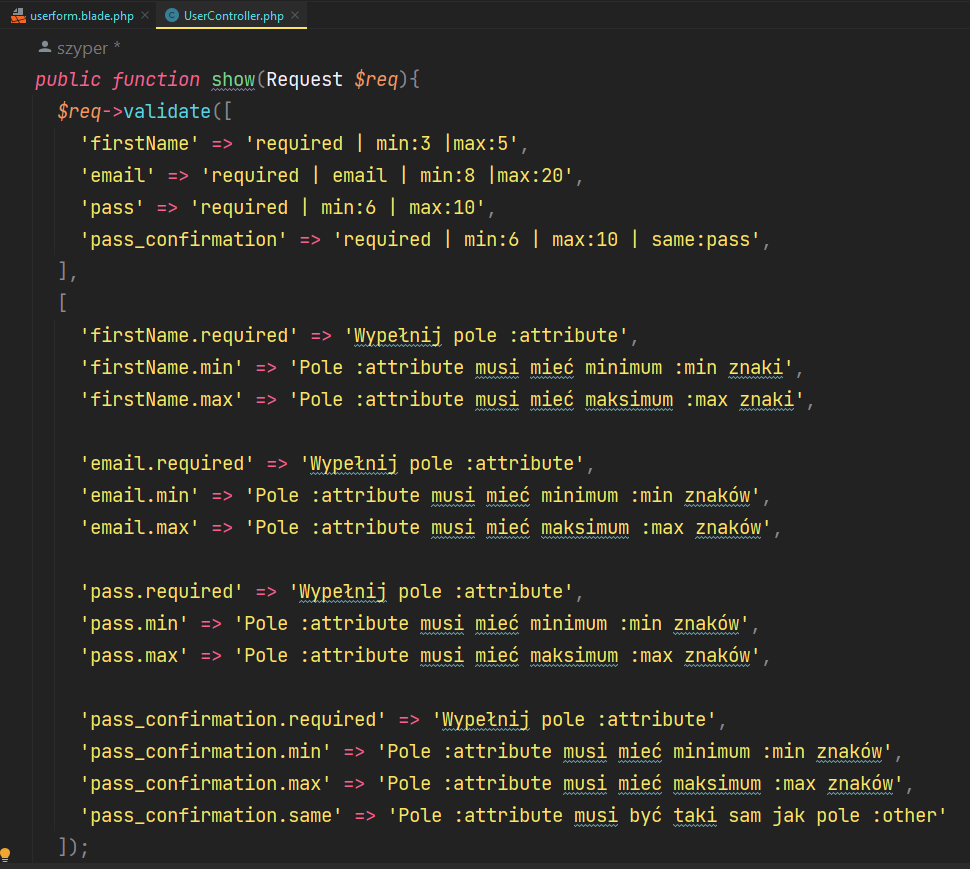 userform.blade.php × C UserController.php ×
szyper *
public function show(Request $req){
$req->validate([
'firstName' => 'required | min:3 |max:5',
'email' => 'required | email | min:8 |max:20',
'pass' => 'required | min:6 | max:10',
'pass_confirmation' => 'required | min:6 | max:10 | same:pass',
],
[
'firstName.required' => 'Wypełnij pole :attribute',
'firstName.min' => 'Pole :attribute musi mieć minimum :min znaki',
'firstName.max' => 'Pole :attribute musi mieć maksimum :max znaki',
'email.required' => 'Wypełnij pole :attribute',
'email.min' => 'Pole :attribute musi mieć minimum :min znaków',
'email.max' => 'Pole :attribute musi mieć maksimum :max znaków',
'pass.required' => 'Wypełnij pole :attribute',
'pass.min' => 'Pole :attribute musi mieć minimum :min znaków',
'pass.max' => 'Pole :attribute musi mieć maksimum :max znaków',
'pass_confirmation.required' => 'Wypełnij pole :attribute',
'pass_confirmation.min' => 'Pole :attribute musi mieć minimum :min znaków',
'pass_confirmation.max' => 'Pole :attribute musi mieć maksimum :max znaków',
'pass_confirmation.same' => 'Pole :attribute musi być taki sam jak pole :other'
]);